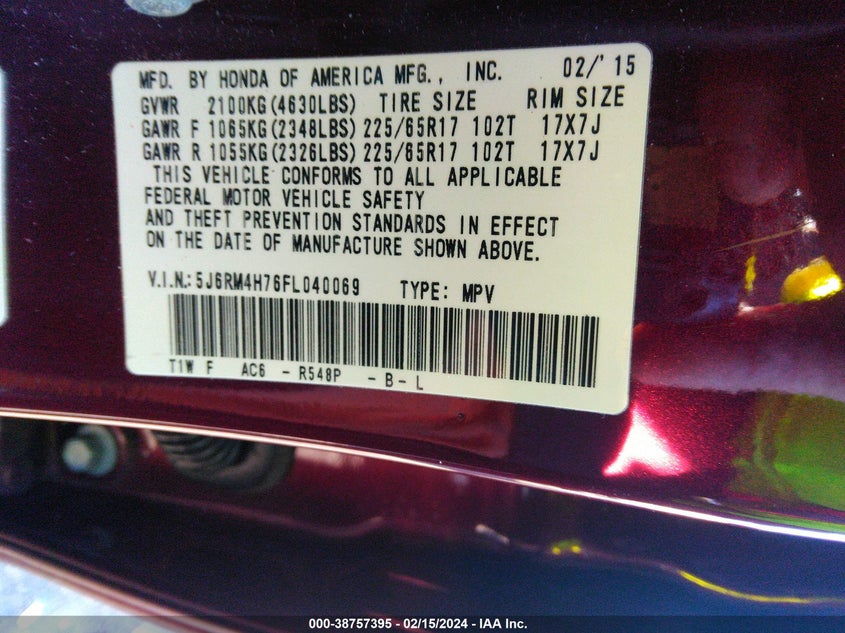 MFD. BY HONDA OF AMERICA MFG., INC. 02/'15
GVWR 2100KG(4630LBS) TIRE SIZE RIM SIZE
GAWR F 1065KG(2348LBS) 225/65R17 102T 17X7J
GAWR R 1055KG(2326LBS) 225/65R17 102T 17X7J
THIS VEHICLE CONFORMS TO ALL APPLICABLE
FEDERAL MOTOR VEHICLE SAFETY
AND THEFT PREVENTION STANDARDS IN EFFECT
ON THE DATE OF MANUFACTURE SHOWN ABOVE.
V.I.N.: 5J6RM4H76FL040069 TYPE: MPV
T1W F AC6 - R548P - B - L
000-38757395 - 02/15/2024 - IAA Inc.